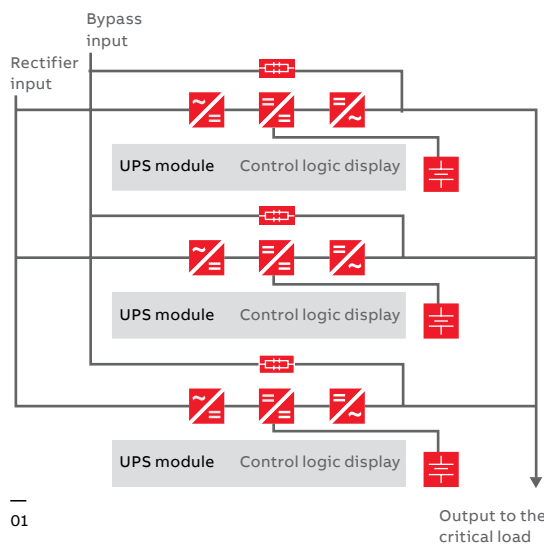 Bypass
input
Rectifier
input
UPS module Control logic display
UPS module Control logic display
UPS module Control logic display
01
Output to the
critical load